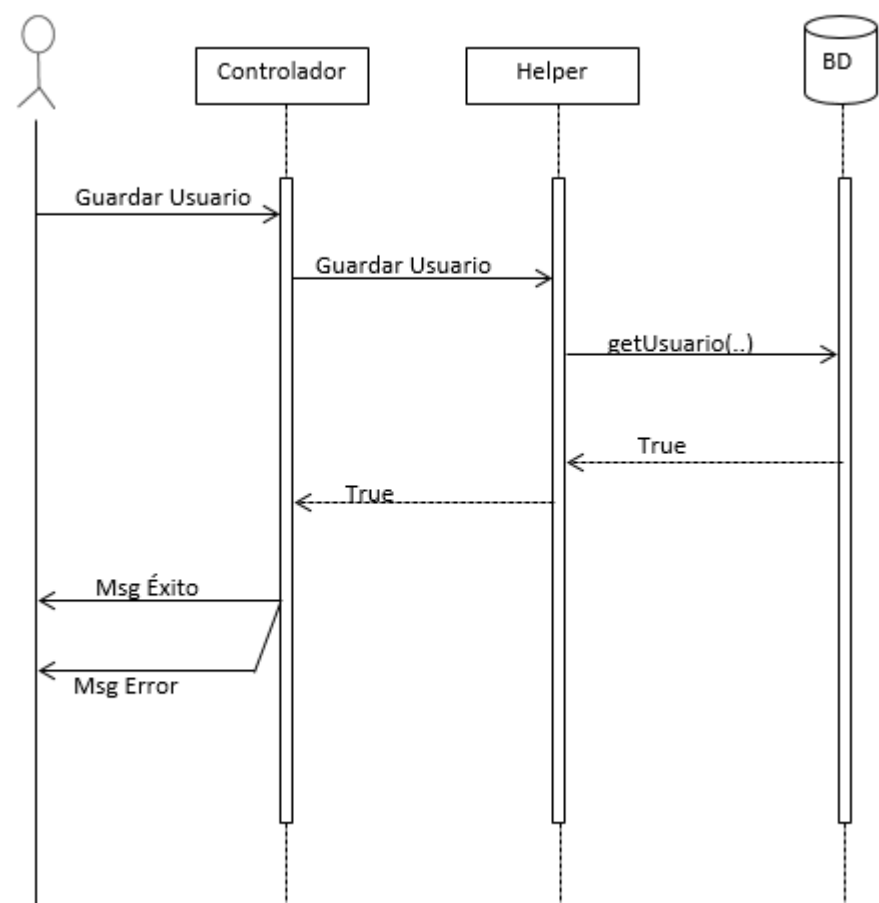 Controlador
Helper
BD
Guardar Usuario
Guardar Usuario
getUsuario(..)
True
True
Msg Éxito
Msg Error